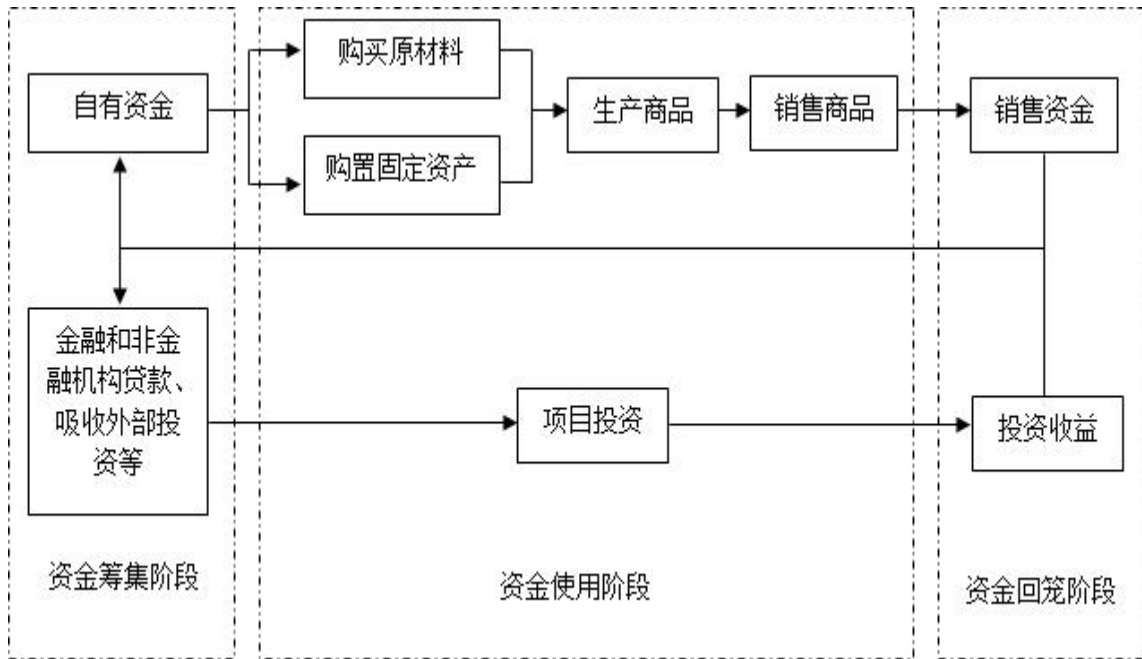 购买原材料
自有资金
生产商品
销售商品
销售资金
购置固定资产
金融和非金
融机构贷款、
吸收外部投
资等
项目投资
投资收益
资金筹集阶段
资金使用阶段
资金回笼阶段